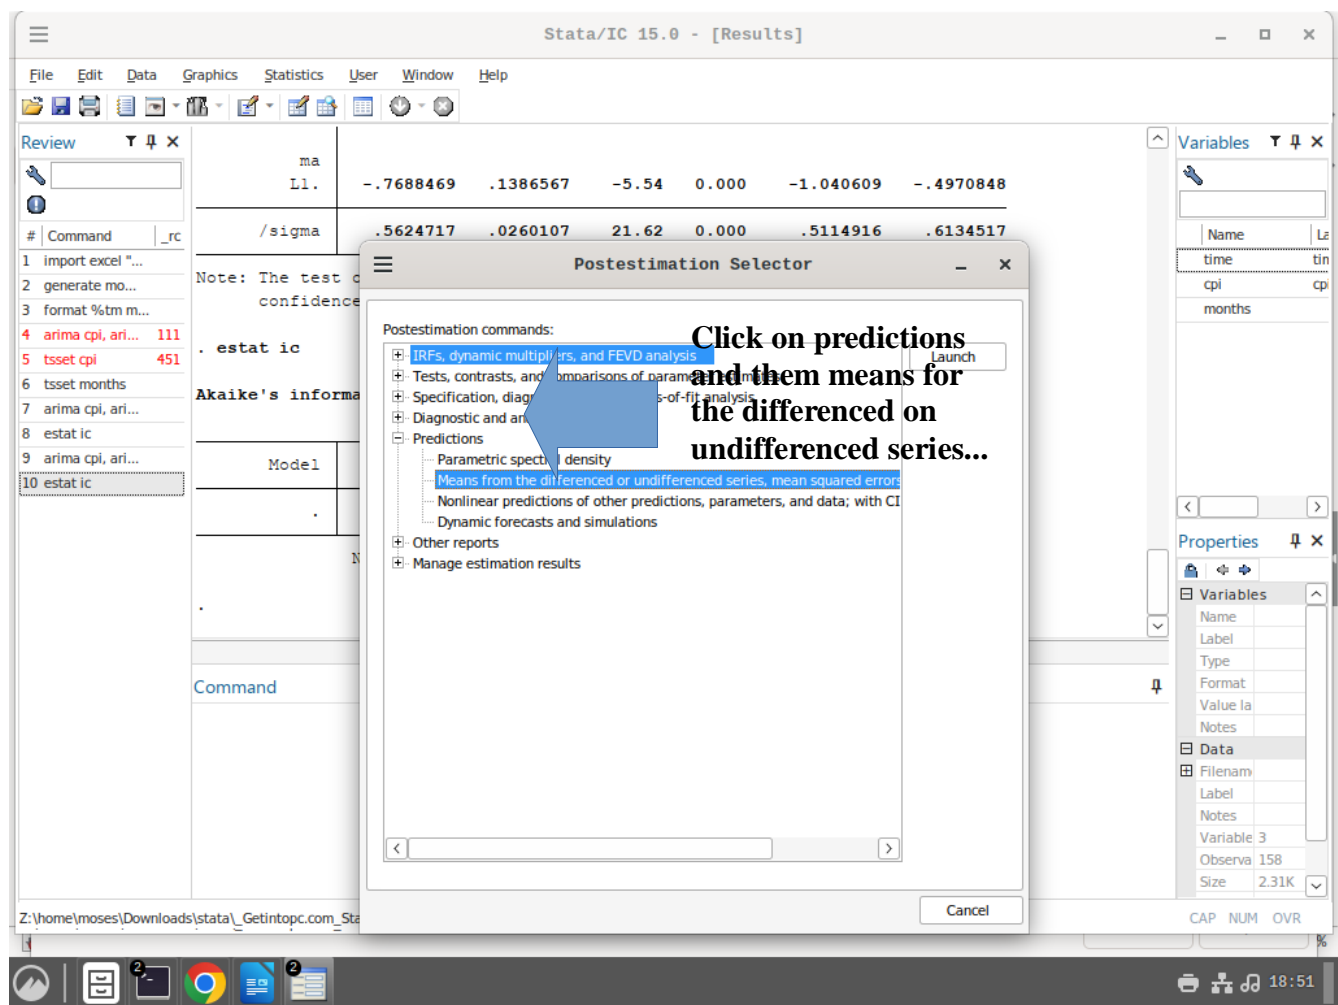 Stata/IC 15.0 - [Results]
File Edit Data Graphics Statistics User Window Help
Review
# Command _rc
1 import excel "...
2 generate mo...
3 format %tm m...
4 arima cpi, ari... 111
5 tsset cpi 451
6 tsset months
7 arima cpi, ari...
8 estat ic
9 arima cpi, ari...
10 estat ic
ma
L1. -.7688469 .1386567 -5.54 0.000 -1.040609 -.4970848
/sigma .5624717 .0260107 21.62 0.000 .5114916 .6134517
Note: The test
confidence
. estat ic
Akaike's
Model
.
N
.
Command
Postestimation Selector
Postestimation commands:
IRFs, dynamic multipliers, and FEVD analysis
Tests, contrasts, and comparisons of parameter estimates
Specification,
Diagnostic and
Predictions
Parametric spectral density
Means from the differenced or undifferenced series, mean squared errors
Nonlinear predictions of other predictions, parameters, and data; with CI
Dynamic forecasts and simulations
Other reports
Manage estimation results
Launch
Cancel
Click on predictions
and them means for
the differenced on
undifferenced series...
Variables
Name La
time tin
cpi cpi
months
Properties
Variables
Name
Label
Type
Format
Value la
Notes
Data
Filenam
Label
Notes
Variable 3
Observa 158
Size 2.31K
Z:\home\moses\Downloads\stata\_Getintopc.com_Sta
CAP NUM OVR
%
2
2
18:51